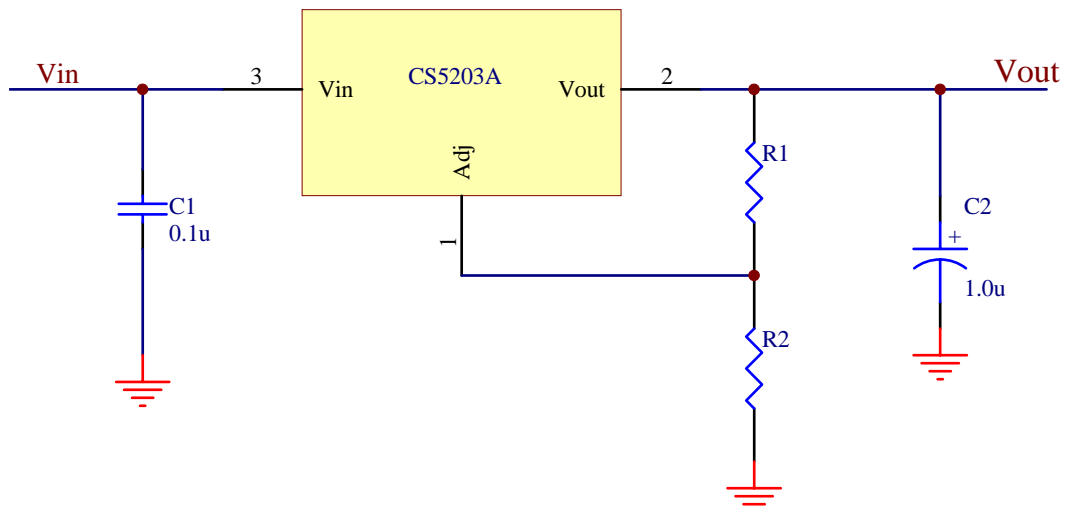 Vin
3
Vin
CS5203A
Vout
2
Vout
Adj
1
R1
C1
0.1u
C2
+
1.0u
R2